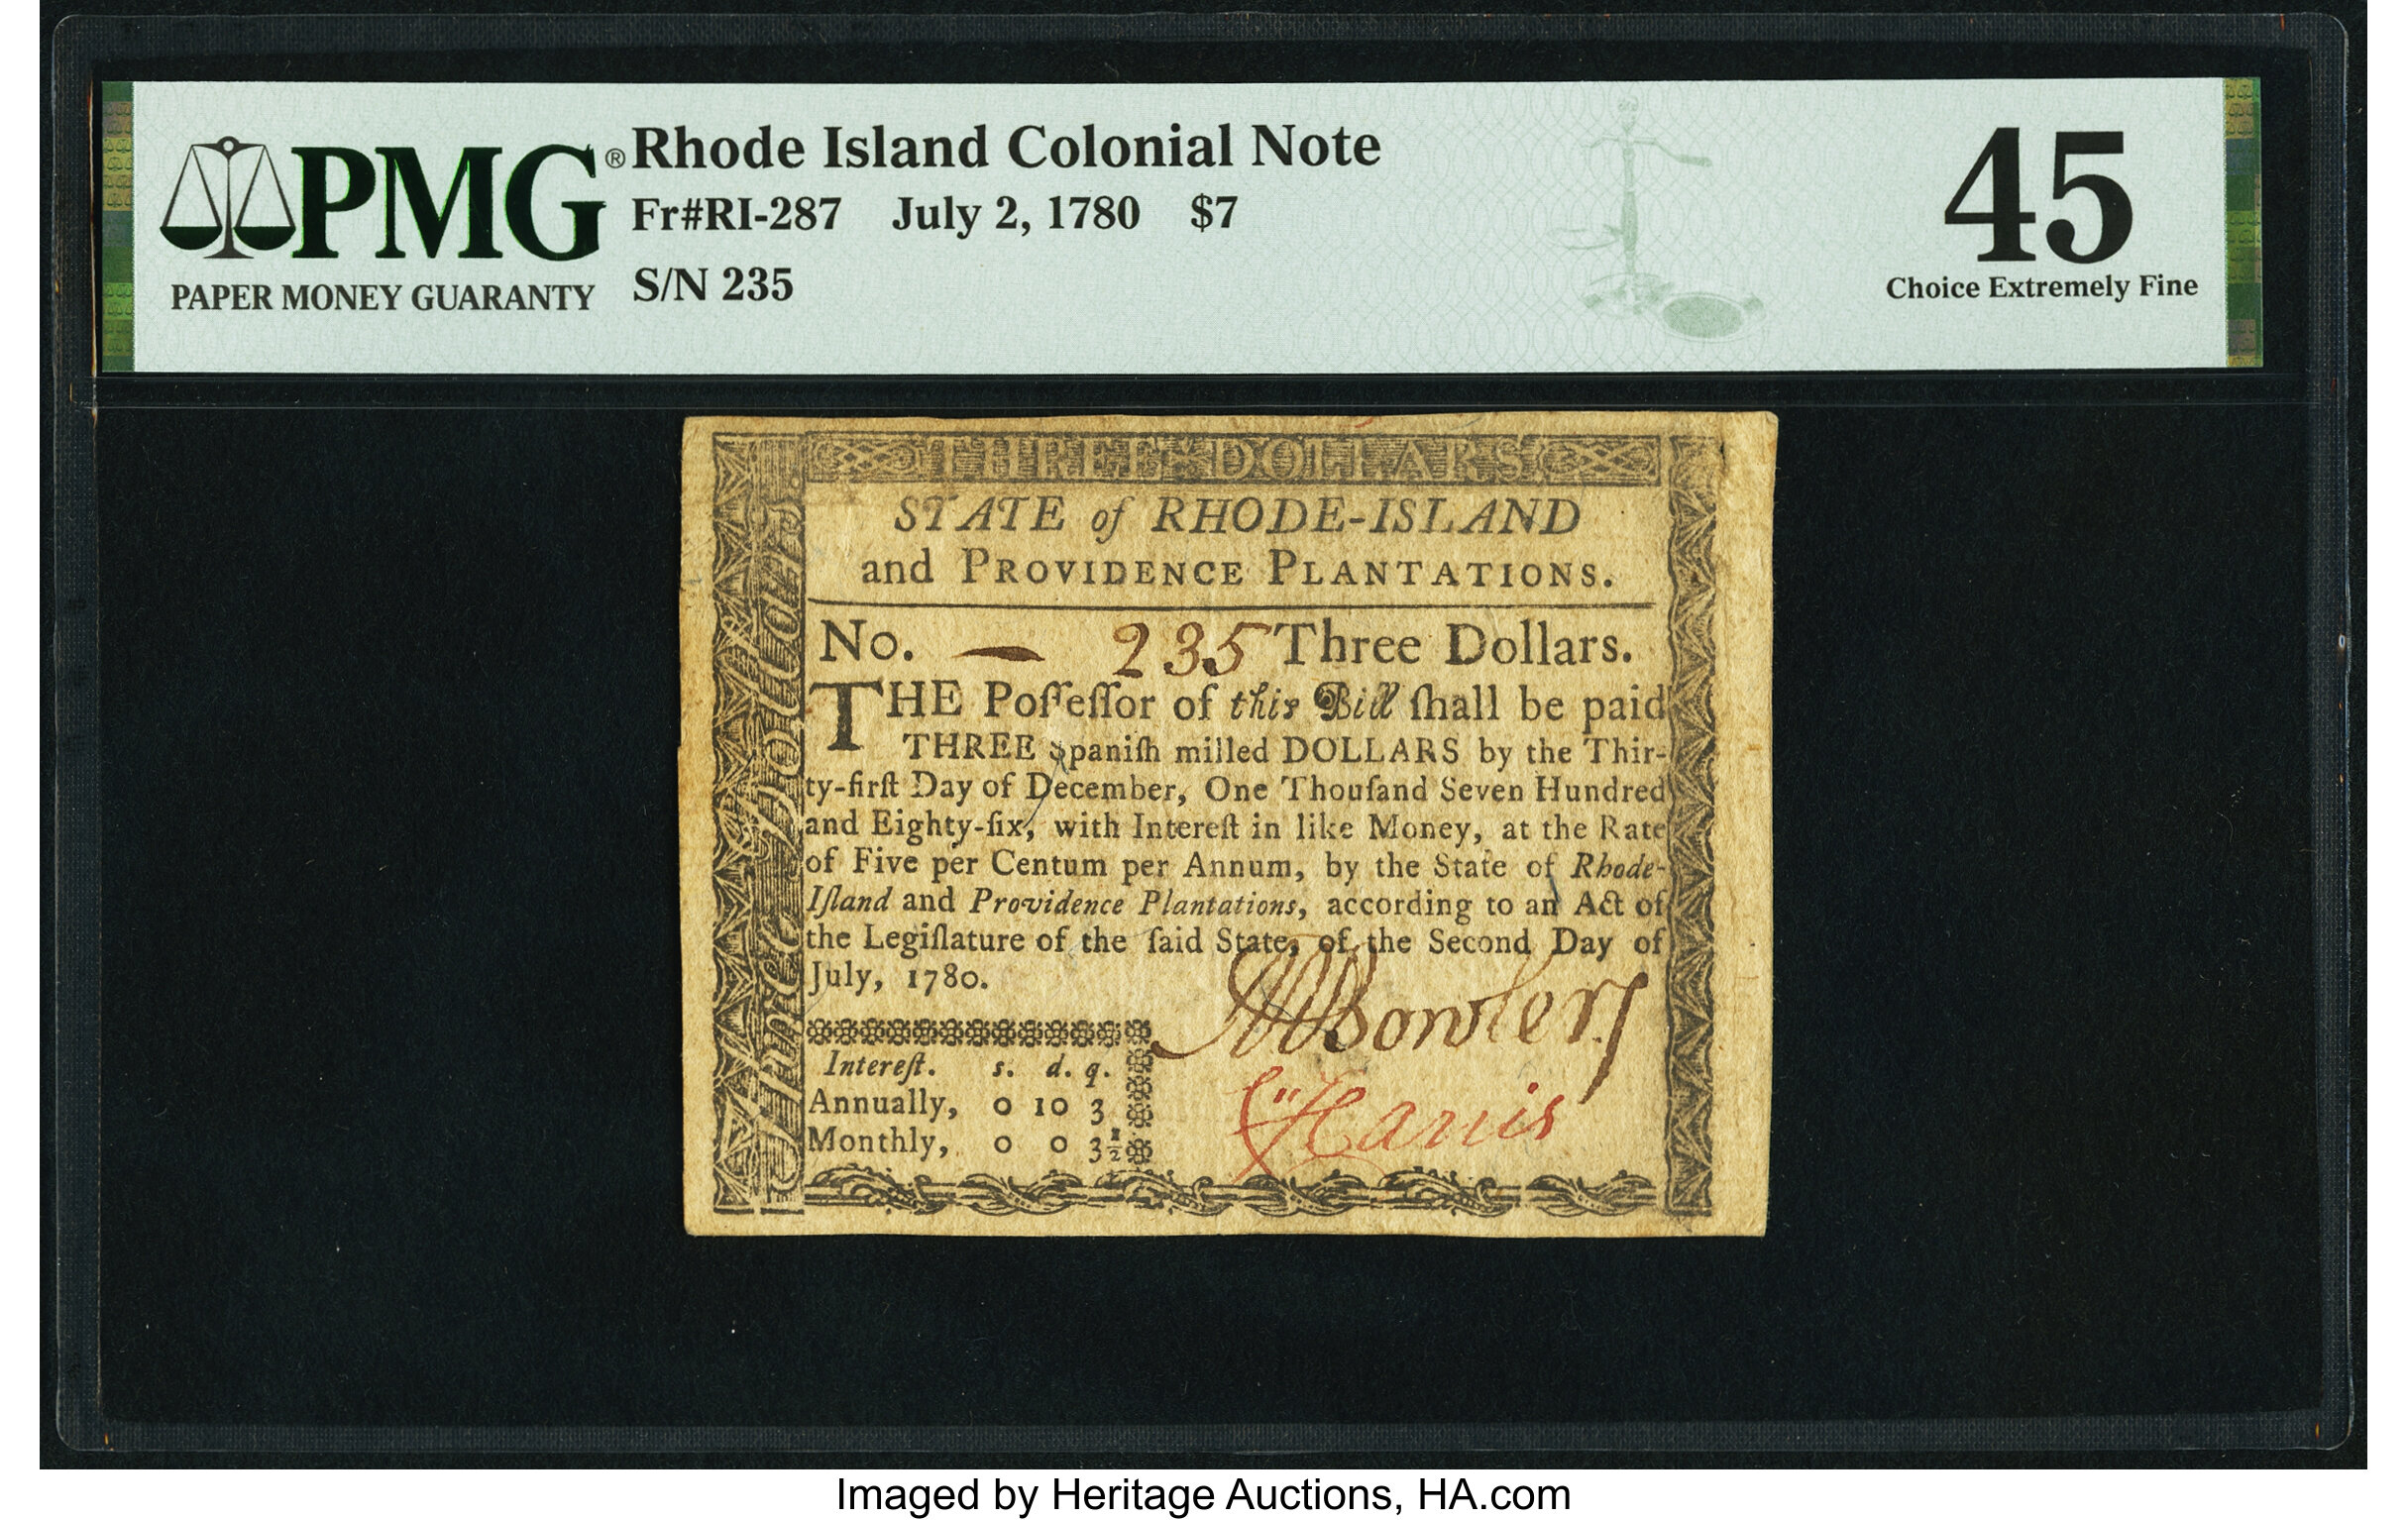 PMG®
PAPER MONEY GUARANTY
Rhode Island Colonial Note
Fr#RI-287 July 2, 1780 $7
S/N 235
45
Choice Extremely Fine
THREE DOLLARS.
Three Dollars.
STATE of RHODE-ISLAND
and PROVIDENCE PLANTATIONS.
No. — 235 Three Dollars.
THE Poſſeſſor of this Bill ſhall be paid
THREE Spaniſh milled DOLLARS by the Thir-
ty-firſt Day of December, One Thouſand Seven Hundred
and Eighty-ſix, with Intereſt in like Money, at the Rate
of Five per Centum per Annum, by the State of Rhode-
Iſland and Providence Plantations, according to an Act of
the Legiſlature of the ſaid State, of the Second Day of
July, 1780.
Bowler
Intereſt. s. d. q.
Annually, 0 10 3
Monthly, 0 0 3½
Harris
Imaged by Heritage Auctions, HA.com